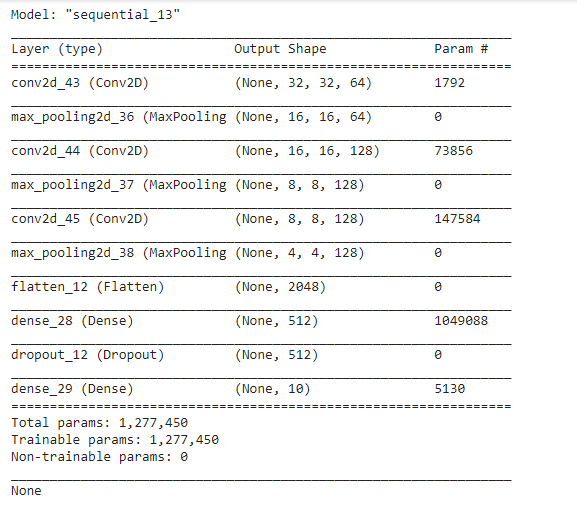 Model: "sequential_13"
_________________________________________________________________
Layer (type)                 Output Shape              Param #
=================================================================
conv2d_43 (Conv2D)           (None, 32, 32, 64)        1792
_________________________________________________________________
max_pooling2d_36 (MaxPooling (None, 16, 16, 64)        0
_________________________________________________________________
conv2d_44 (Conv2D)           (None, 16, 16, 128)       73856
_________________________________________________________________
max_pooling2d_37 (MaxPooling (None, 8, 8, 128)         0
_________________________________________________________________
conv2d_45 (Conv2D)           (None, 8, 8, 128)         147584
_________________________________________________________________
max_pooling2d_38 (MaxPooling (None, 4, 4, 128)         0
_________________________________________________________________
flatten_12 (Flatten)         (None, 2048)              0
_________________________________________________________________
dense_28 (Dense)             (None, 512)               1049088
_________________________________________________________________
dropout_12 (Dropout)         (None, 512)               0
_________________________________________________________________
dense_29 (Dense)             (None, 10)                5130
=================================================================
Total params: 1,277,450
Trainable params: 1,277,450
Non-trainable params: 0
_________________________________________________________________
None